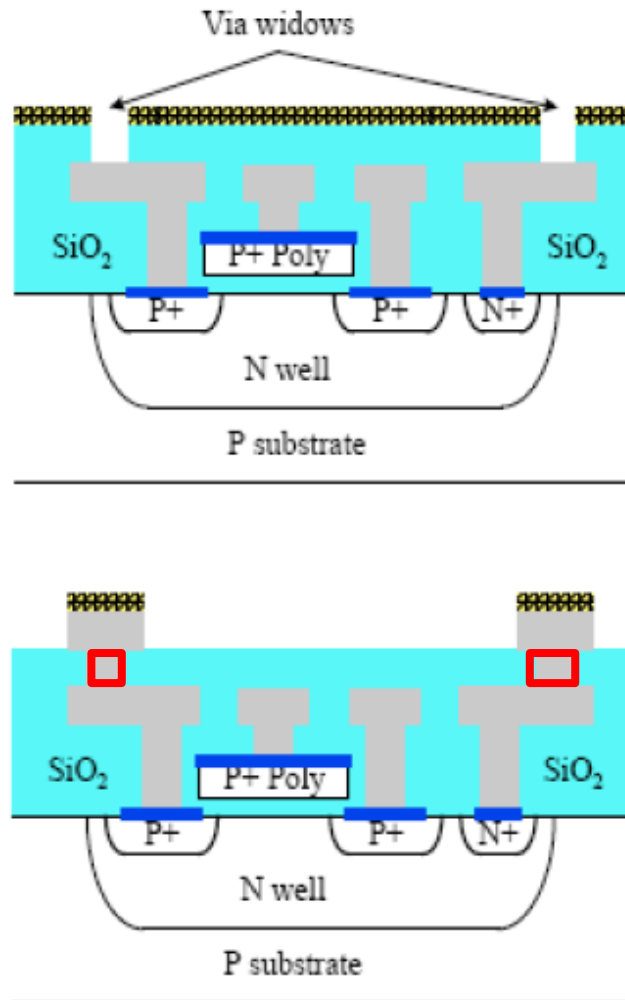 Via widows
SiO₂
P+ Poly
SiO₂
P+
P+
N+
N well
P substrate
SiO₂
P+ Poly
SiO₂
P+
P+
N+
N well
P substrate